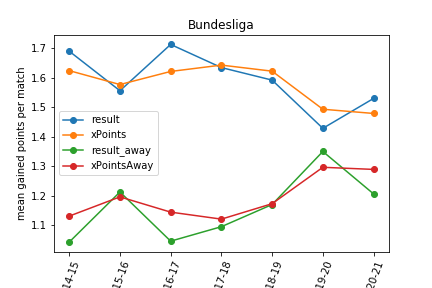 Bundesliga
mean gained points per match
1.7
1.6
1.5
1.4
1.3
1.2
1.1
result
xPoints
result_away
xPointsAway
14-15
15-16
16-17
17-18
18-19
19-20
20-21